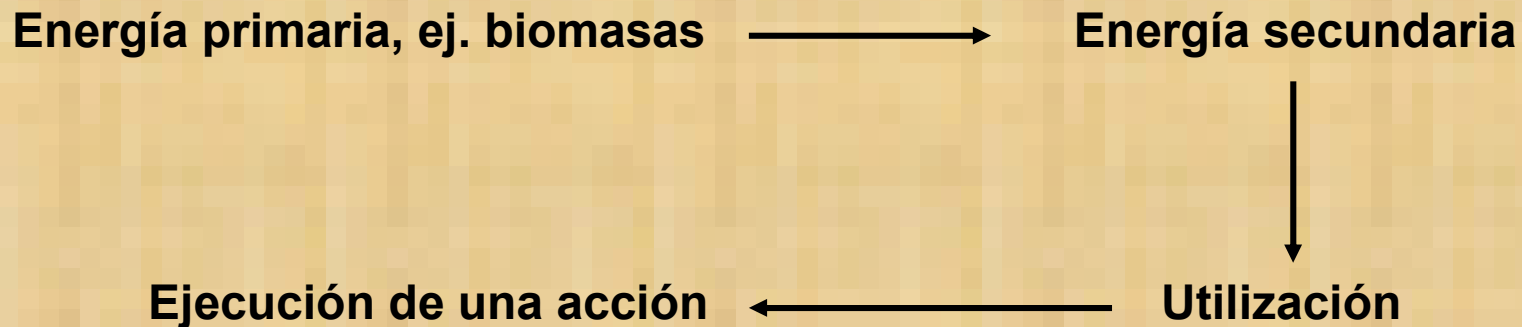 Energía primaria, ej. biomasas
Energía secundaria
Ejecución de una acción
Utilización